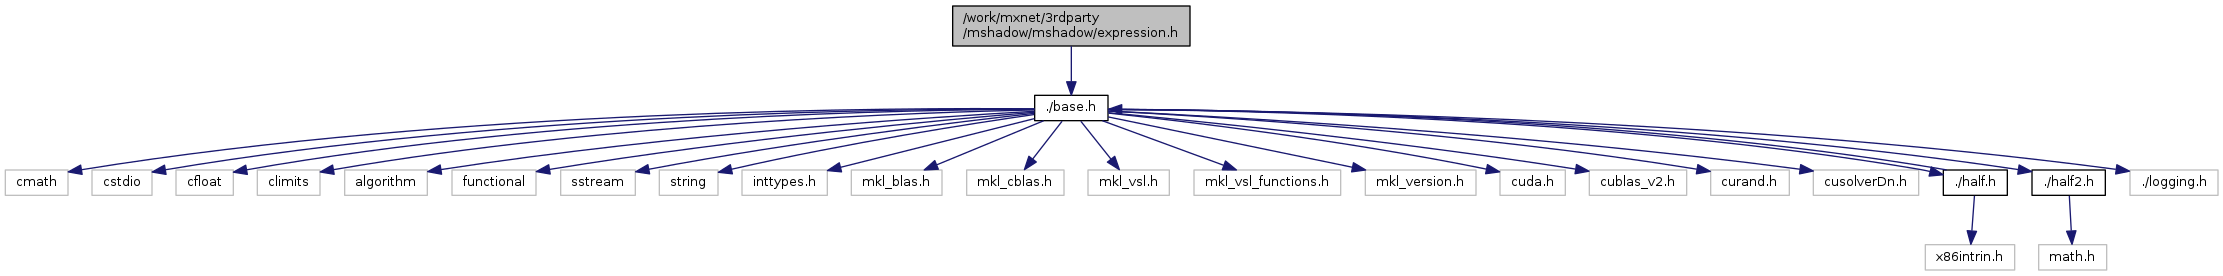 /work/mxnet/3rdparty
/mshadow/mshadow/expression.h
./base.h
cmath
cstdio
cfloat
climits
algorithm
functional
sstream
string
inttypes.h
mkl_blas.h
mkl_cblas.h
mkl_vsl.h
mkl_vsl_functions.h
mkl_version.h
cuda.h
cublas_v2.h
curand.h
cusolverDn.h
./half.h
./half2.h
./logging.h
x86intrin.h
math.h